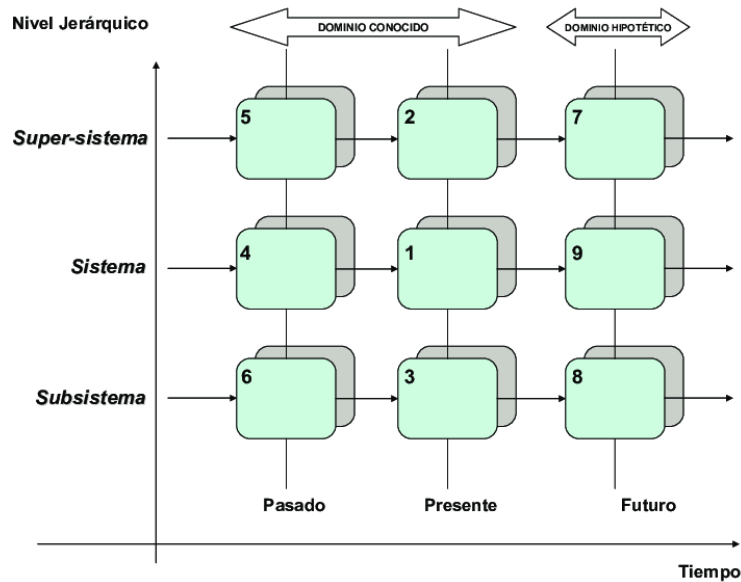 Nivel Jerárquico
DOMINIO CONOCIDO
DOMINIO HIPOTÉTICO
Super-sistema
5
2
7
Sistema
4
1
9
Subsistema
6
3
8
Pasado
Presente
Futuro
Tiempo